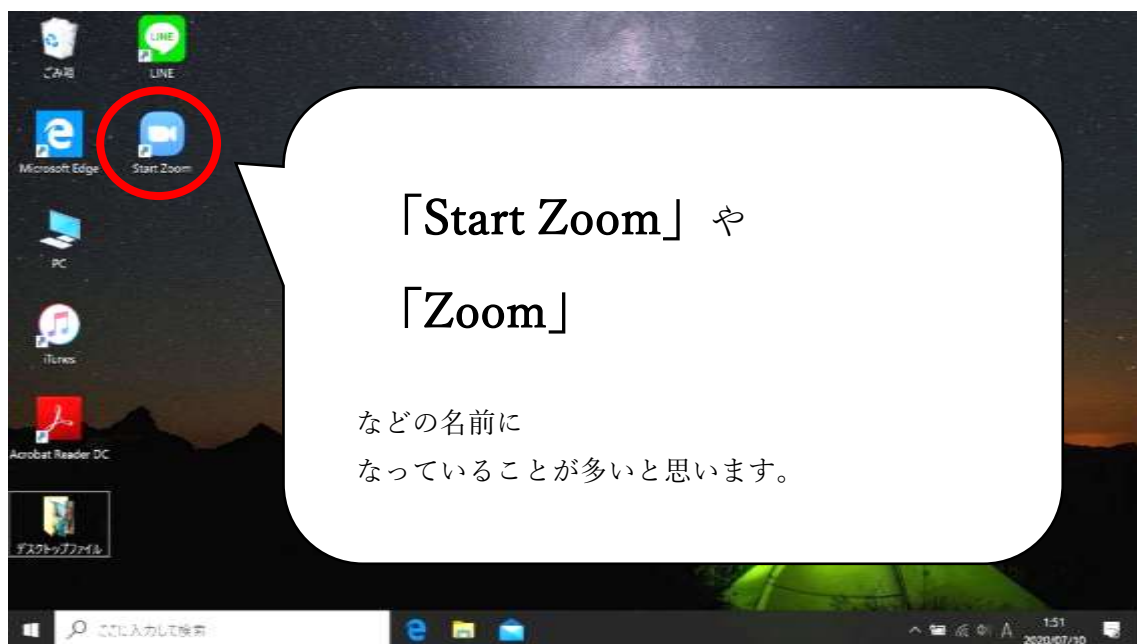 ごみ箱
LINE
LINE
Microsoft Edge
Start Zoom
PC
iTunes
Acrobat Reader DC
デスクトップファイル
「Start Zoom」や
「Zoom」
などの名前に
なっていることが多いと思います。
ここに入力して検索
A
1:51
2020/07/30